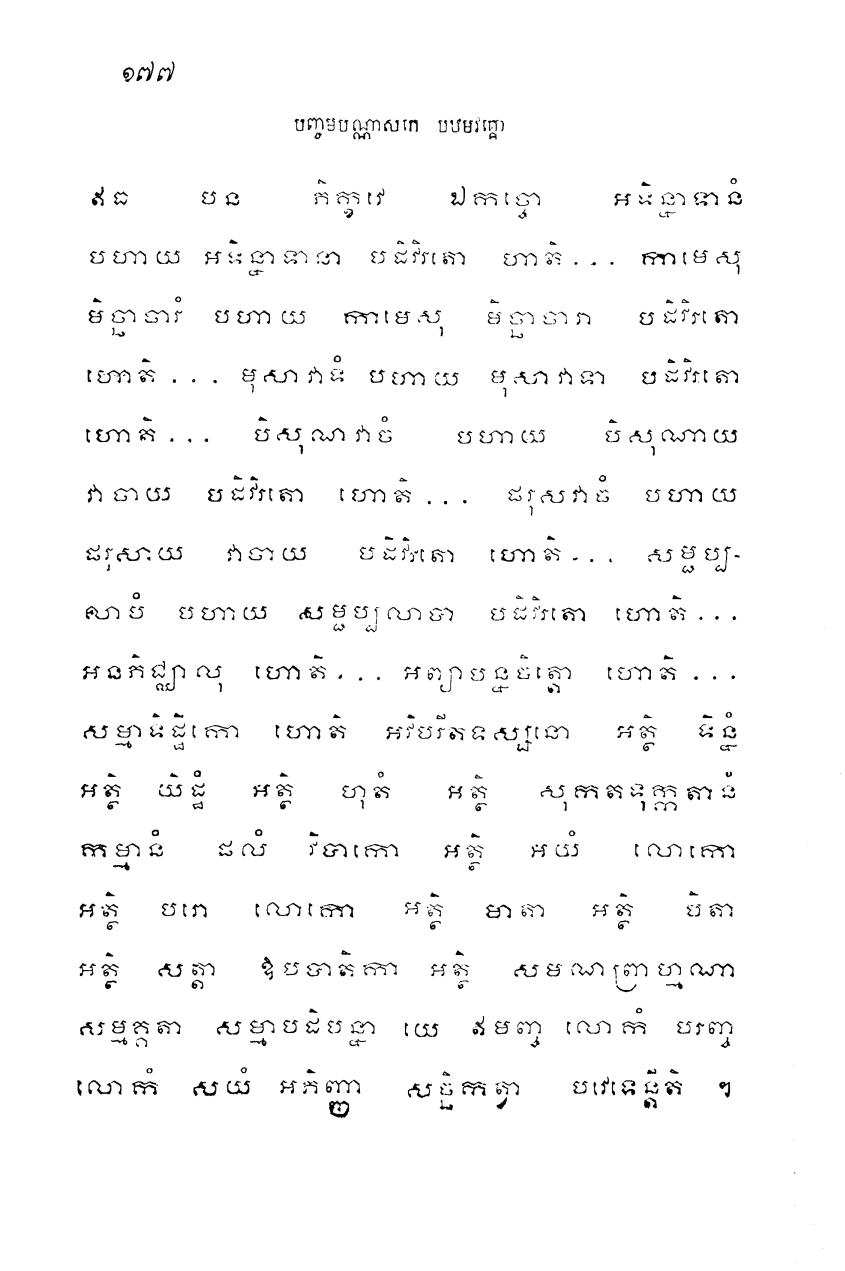 ១៧៧
បញ្ចមបណ្ណាសកេ បឋមវគ្គោ
ឥធ បន ភិក្ខវេ ឯកច្ចោ អទិន្នាទានំ
បហាយ អទិន្នាទានា បដិវិរតោ ហោតិ... កាមេសុ
មិច្ឆាចារំ បហាយ កាមេសុ មិច្ឆាចារា បដិវិរតោ
ហោតិ... មុសាវាទំ បហាយ មុសាវាទា បដិវិរតោ
ហោតិ... បិសុណវាចំ បហាយ បិសុណាយ
វាចាយ បដិវិរតោ ហោតិ... ផរុសវាចំ បហាយ
ផរុសាយ វាចាយ បដិវិរតោ ហោតិ... សម្ផប្ប-
លាបំ បហាយ សម្ផប្បលាបា បដិវិរតោ ហោតិ...
អនភិជ្ឈាលុ ហោតិ... អព្យាបន្នចិត្តោ ហោតិ...
សម្មាទិដ្ឋិកោ ហោតិ អវិបរីតទស្សនោ អត្ថិ ទិន្នំ
អត្ថិ យិដ្ឋំ អត្ថិ ហុតំ អត្ថិ សុកតទុក្កតានំ
កម្មានំ ផលំ វិបាកោ អត្ថិ អយំ លោកោ
អត្ថិ បរោ លោកោ អត្ថិ មាតា អត្ថិ បិតា
អត្ថិ សត្តា ឱបបាតិកា អត្ថិ សមណព្រាហ្មណា
សម្មគ្គតា សម្មាបដិបន្នា យេ ឥមញ្ច លោកំ បរញ្ច
លោកំ សយំ អភិញ្ញា សច្ឆិកត្វា បវេទេន្តីតិ ។